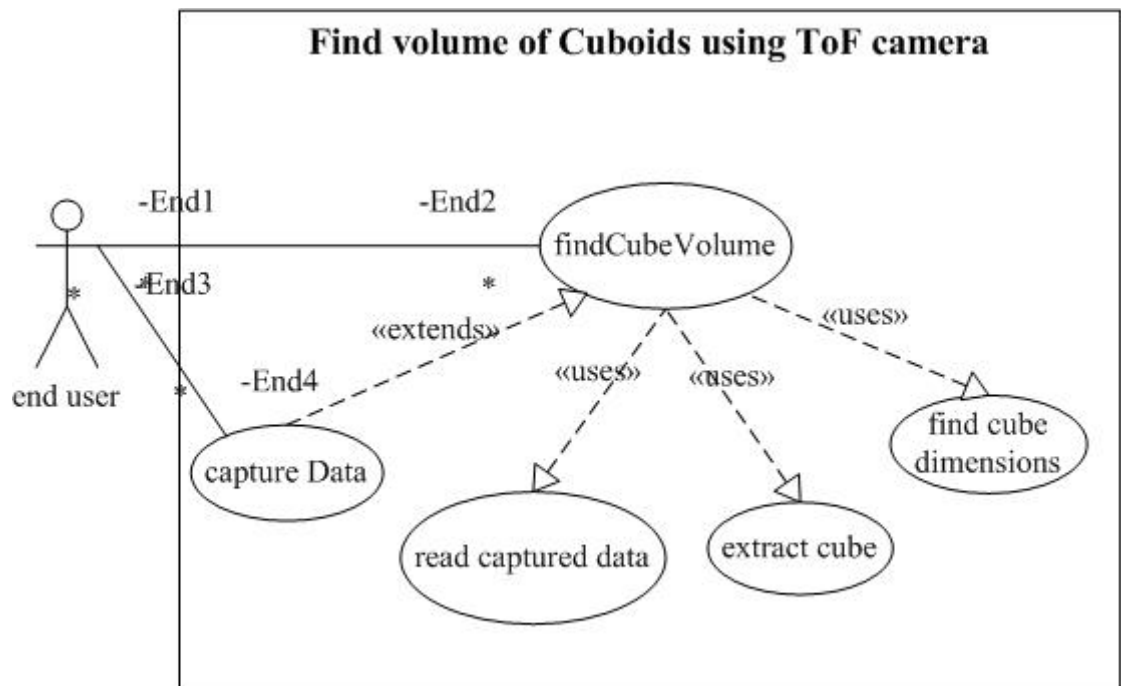 Find volume of Cuboids using ToF camera
-End1
-End2
findCubeVolume
-End3
*
*
*
«extends»
«uses»
«uses»
«uses»
end user
-End4
*
capture Data
find cube
dimensions
read captured data
extract cube